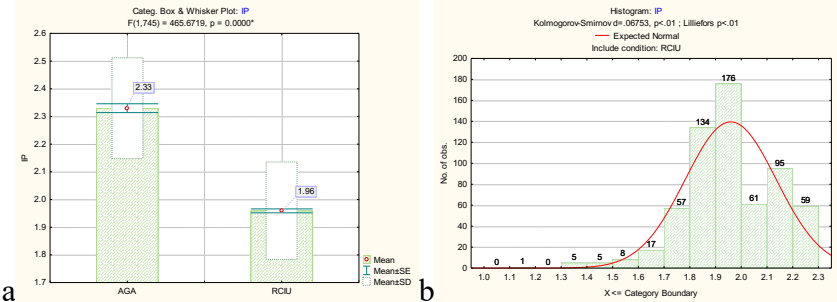 Categ. Box & Whisker Plot: IP
F(1,745) = 465.6719, p = 0.0000*
2.6
2.5
2.4
2.3
2.2
2.1
2.0
1.9
1.8
1.7
IP
2.33
1.96
AGA
RCIU
Mean
Mean±SE
Mean±SD
a
Histogram: IP
Kolmogorov-Smirnov d=.06753, p<.01 ; Lilliefors p<.01
Expected Normal
Include condition: RCIU
200
180
160
140
120
100
80
60
40
20
0
No. of obs.
0
1
0
5
5
8
17
57
134
176
61
95
59
1.0 1.1 1.2 1.3 1.4 1.5 1.6 1.7 1.8 1.9 2.0 2.1 2.2 2.3
X <= Category Boundary
b